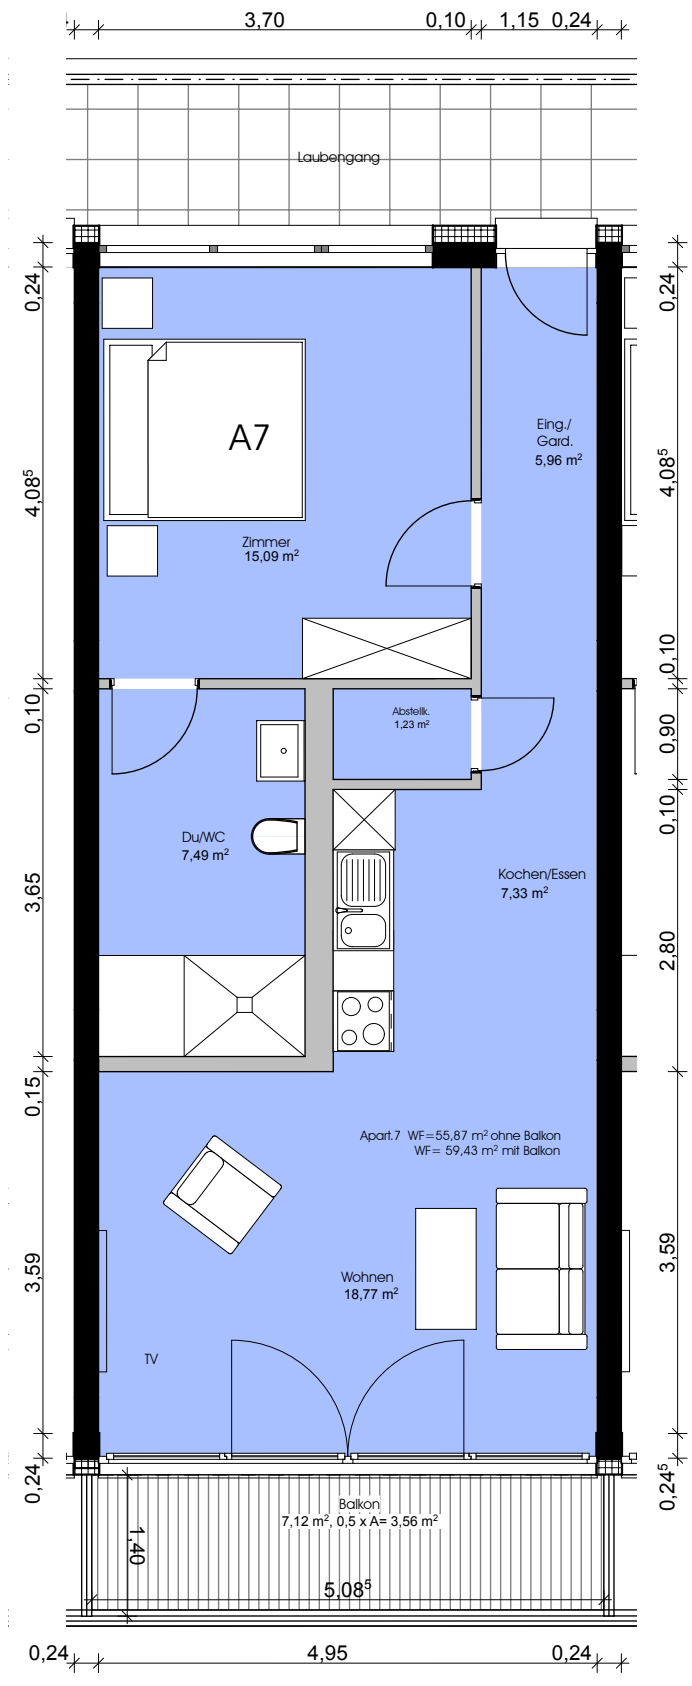 3,70 0,10 1,15 0,24
Laubengang
0,24
0,24
A7
Eing./
Gard.
5,96 m²
4,08⁵
4,08⁵
Zimmer
15,09 m²
0,10
0,10
Abstellk.
1,23 m²
0,90
0,10
Du/WC
7,49 m²
Kochen/Essen
7,33 m²
3,65
2,80
0,15
Apart.7 WF=55,87 m² ohne Balkon
WF= 59,43 m² mit Balkon
3,59
3,59
Wohnen
18,77 m²
TV
0,24
0,24⁵
Balkon
7,12 m², 0,5 x A= 3,56 m²
1,40
5,08⁵
0,24 4,95 0,24